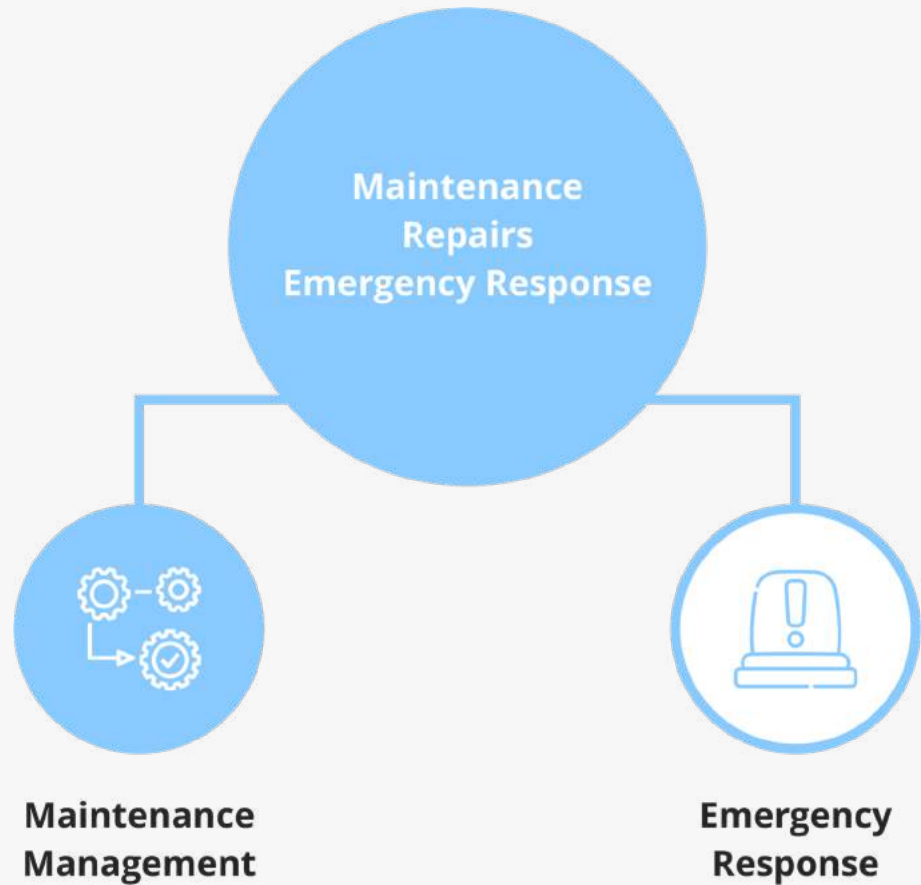 Maintenance
Repairs
Emergency Response
Maintenance
Management
Emergency
Response